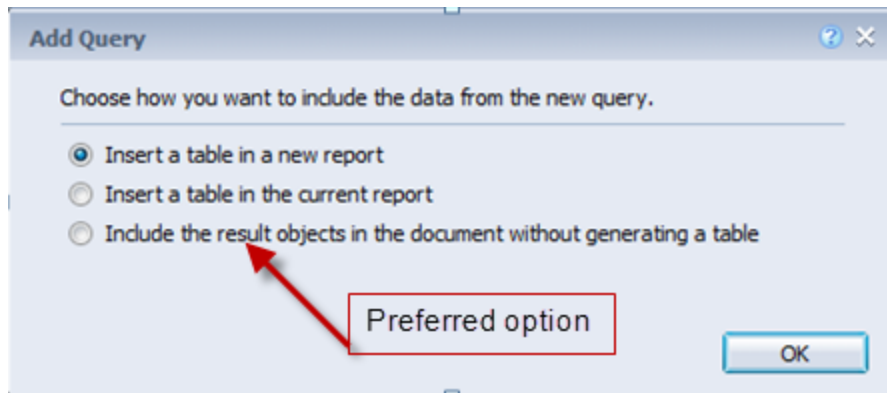 Add Query
Choose how you want to include the data from the new query.
Insert a table in a new report
Insert a table in the current report
Include the result objects in the document without generating a table
Preferred option
OK